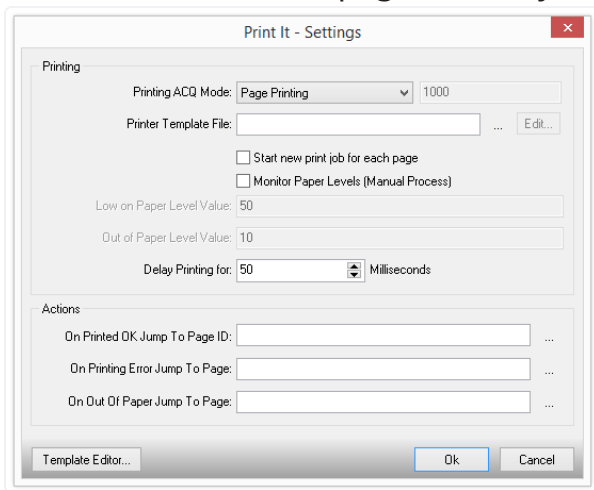 Print It - Settings
Printing
Printing ACQ Mode: Page Printing 1000
Printer Template File: ... Edit...
Start new print job for each page
Monitor Paper Levels (Manual Process)
Low on Paper Level Value: 50
Out of Paper Level Value: 10
Delay Printing for: 50 Milliseconds
Actions
On Printed OK Jump To Page ID: ...
On Printing Error Jump To Page: ...
On Out Of Paper Jump To Page: ...
Template Editor... Ok Cancel